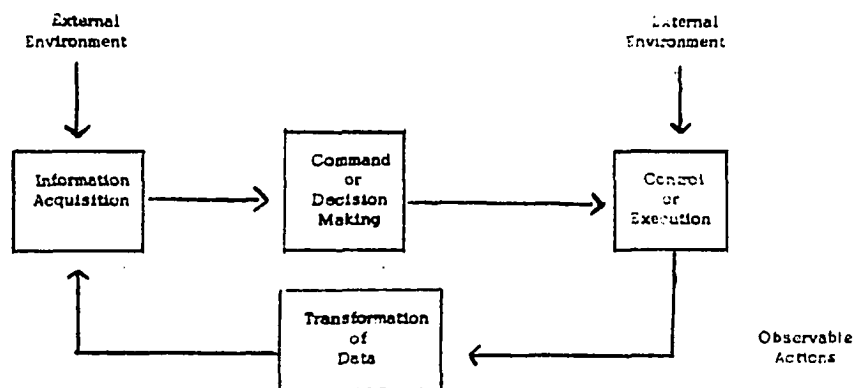 External
Environment
External
Environment
Information
Acquisition
Command
or
Decision
Making
Control
or
Execution
Transformation
of
Data
Observable
Actions